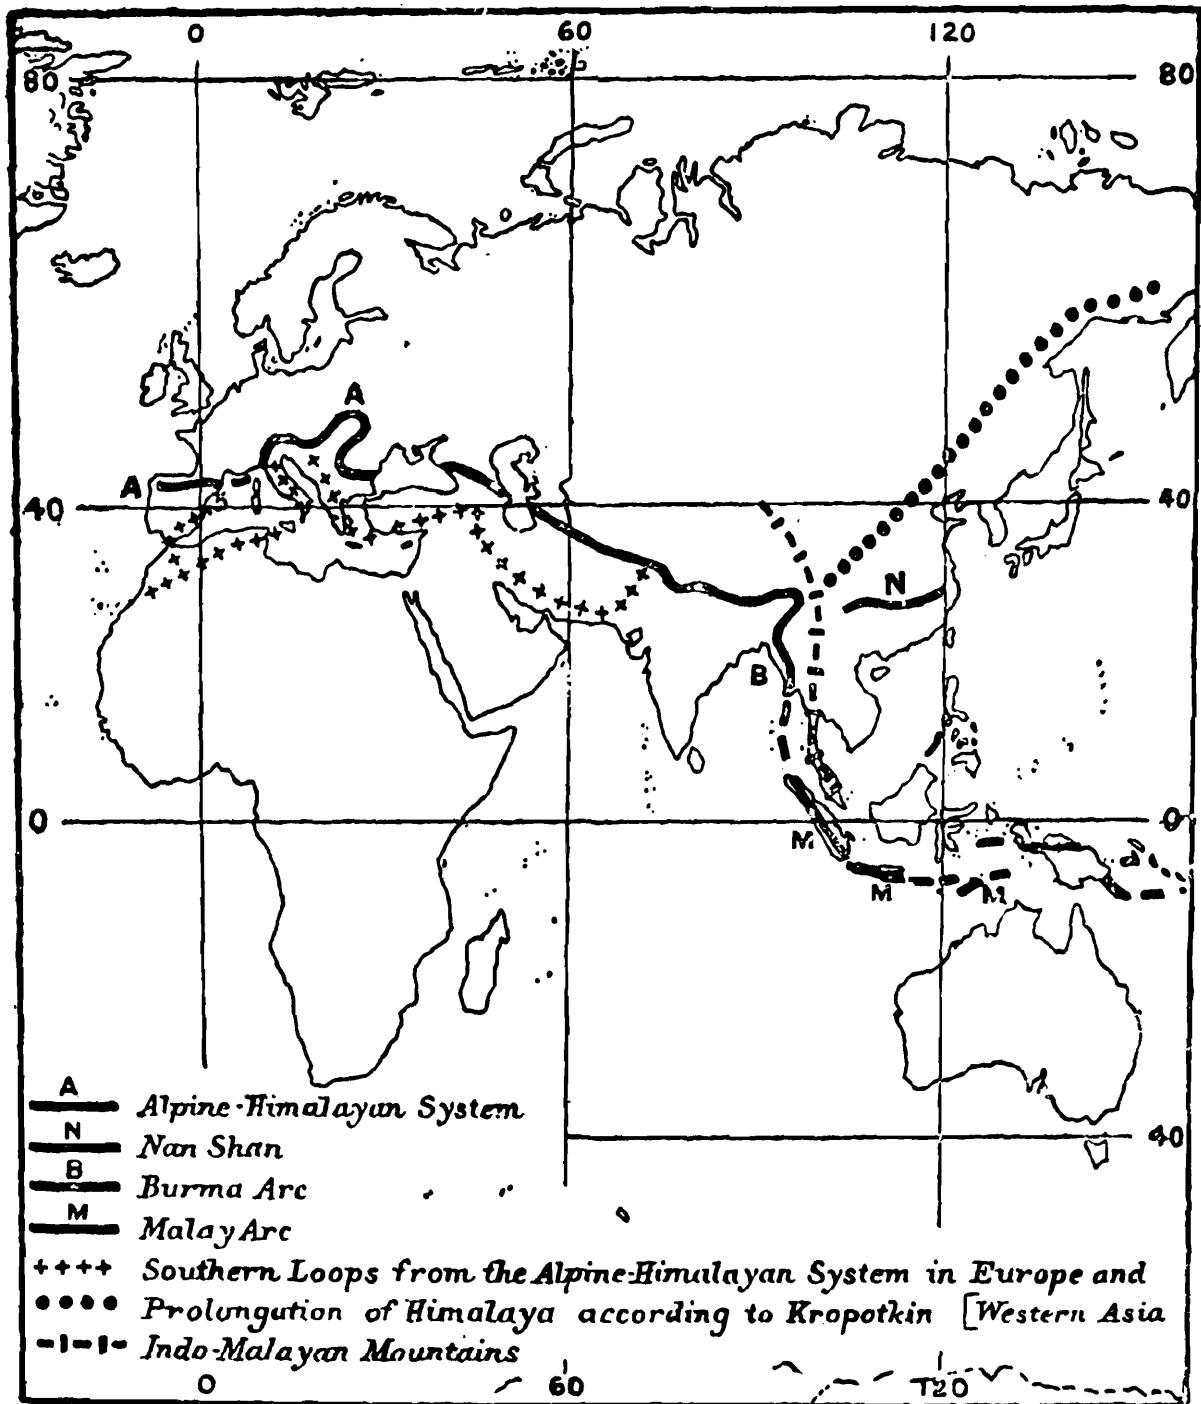 0 60 120
80 80
A
A
40 40
N
B
0 0
M
M M
A
Alpine-Himalayan System
N
Nan Shan
40
B
Burma Arc
M
Malay Arc
++++ Southern Loops from the Alpine-Himalayan System in Europe and
Prolongation of Himalaya according to Kropotkin [Western Asia
Indo-Malayan Mountains
0 60 120